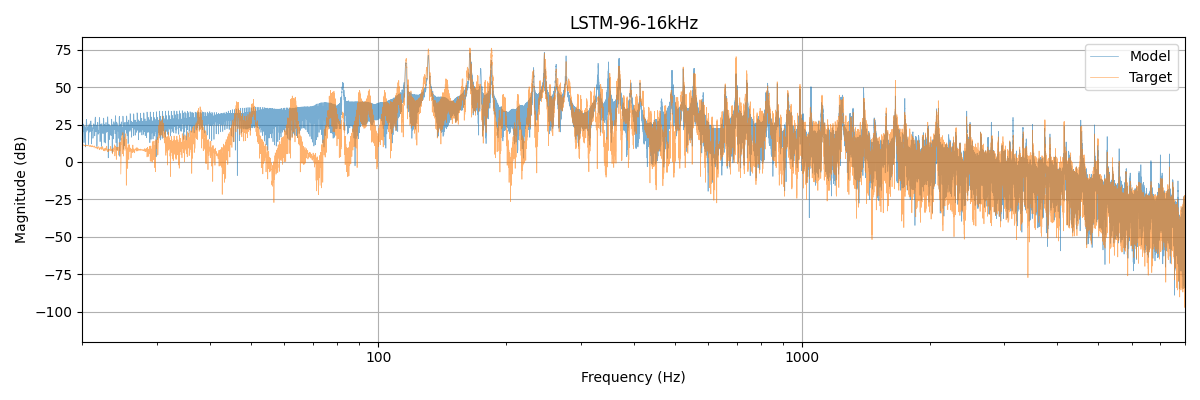 LSTM-96-16kHz
Model
Target
Magnitude (dB)
75
50
25
0
−25
−50
−75
−100
100
1000
Frequency (Hz)